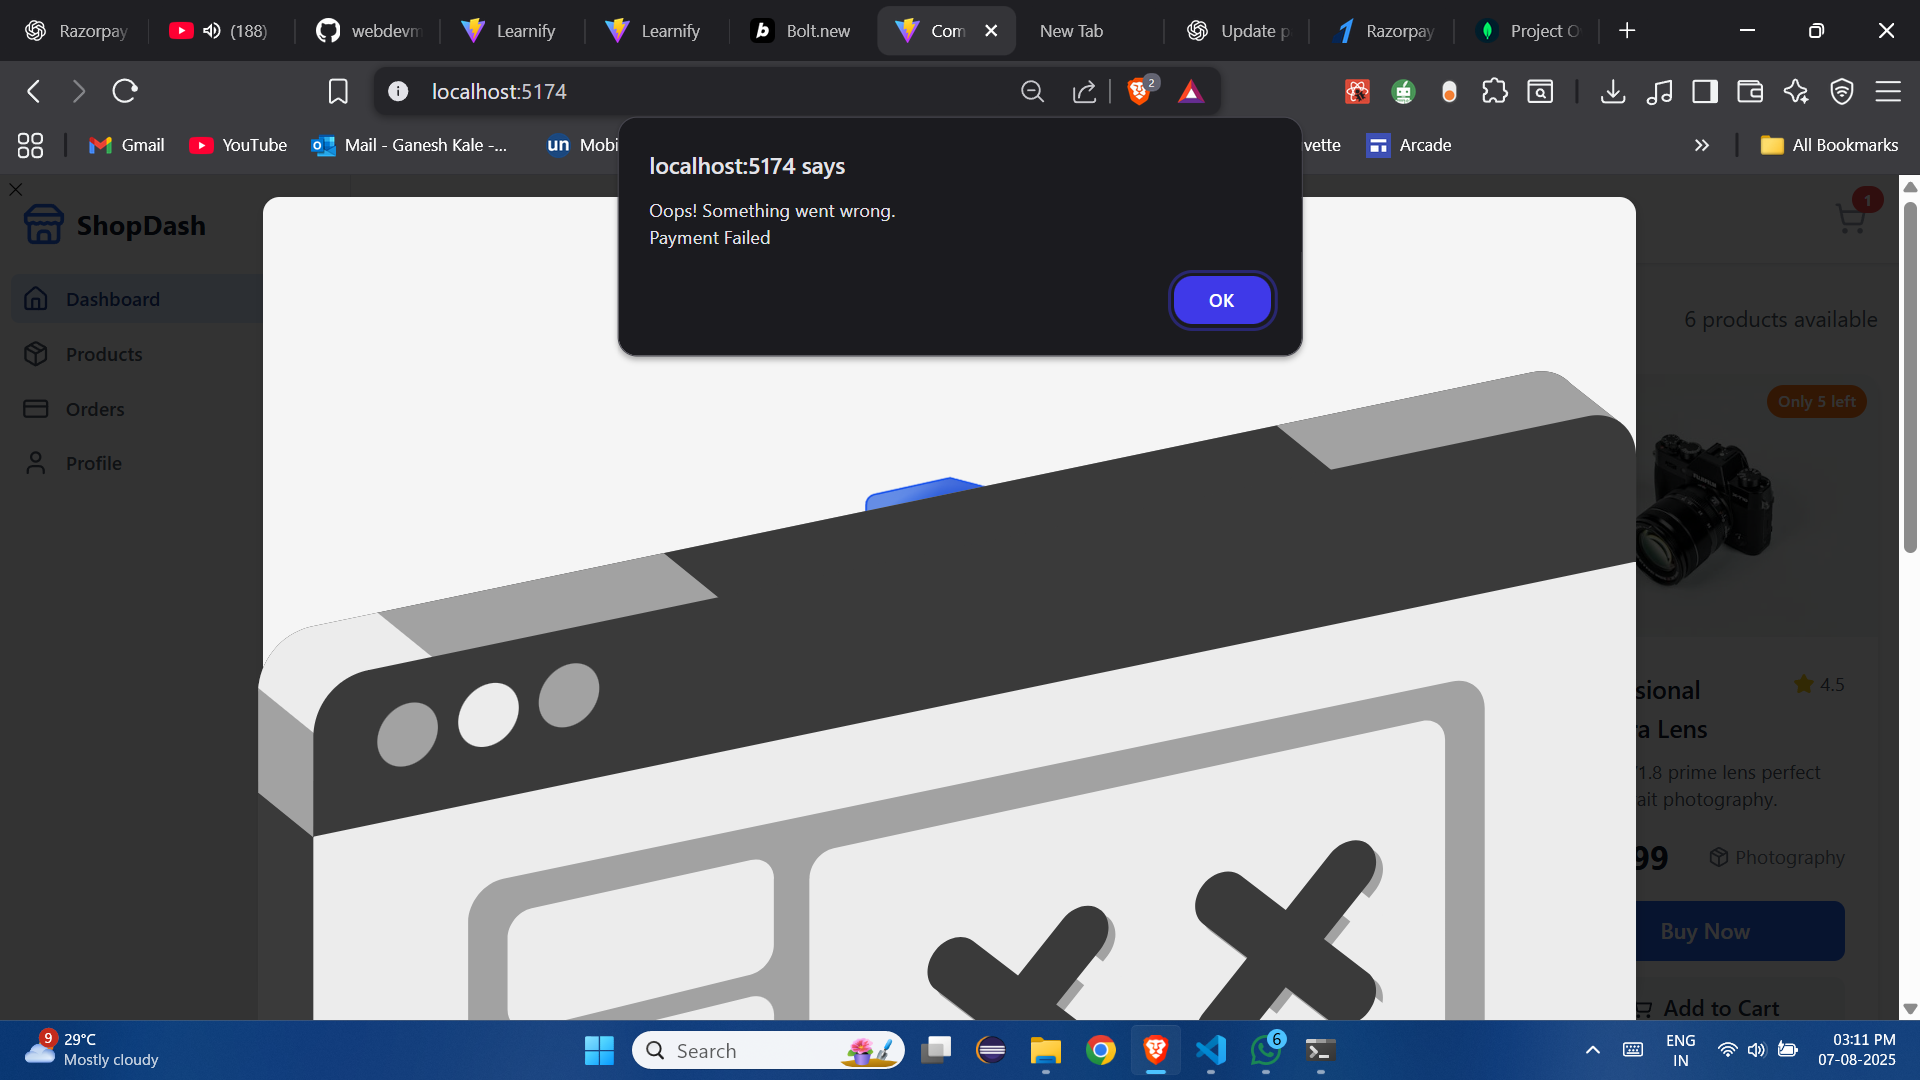 Razorpay
(188)
webdevm
Learnify
Learnify
Bolt.new
Com
New Tab
Update p
Razorpay
Project O
localhost:5174
2
Gmail
YouTube
Mail - Ganesh Kale -...
un
Mobi
vette
Arcade
All Bookmarks
localhost:5174 says
Oops! Something went wrong.
Payment Failed
OK
ShopDash
1
Dashboard
Products
Orders
Profile
6 products available
Only 5 left
sional
4.5
a Lens
1.8 prime lens perfect
ait photography.
99
Photography
Buy Now
Add to Cart
9
29°C
Mostly cloudy
Search
6
ENG
IN
03:11 PM
07-08-2025